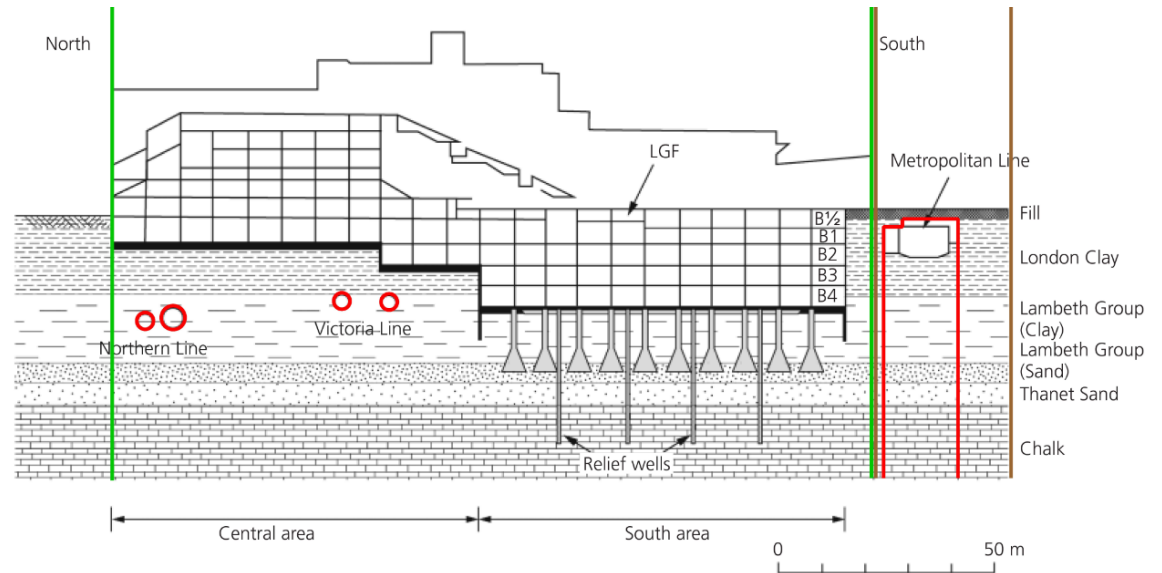 North
South
LGF
Metropolitan Line
Fill
B½
B1
B2
London Clay
B3
B4
Lambeth Group
(Clay)
Victoria Line
Northern Line
Lambeth Group
(Sand)
Thanet Sand
Chalk
Relief wells
Central area
South area
0
50 m